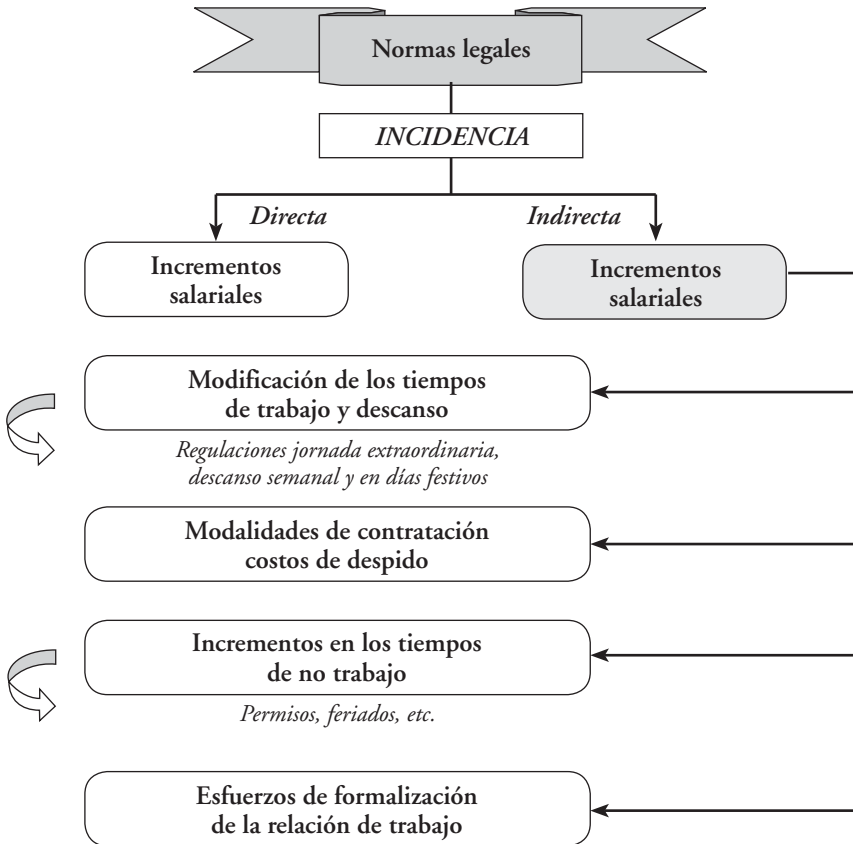 Normas legales
INCIDENCIA
Directa
Indirecta
Incrementos
salariales
Incrementos
salariales
Modificación de los tiempos
de trabajo y descanso
Regulaciones jornada extraordinaria,
descanso semanal y en días festivos
Modalidades de contratación
costos de despido
Incrementos en los tiempos
de no trabajo
Permisos, feriados, etc.
Esfuerzos de formalización
de la relación de trabajo